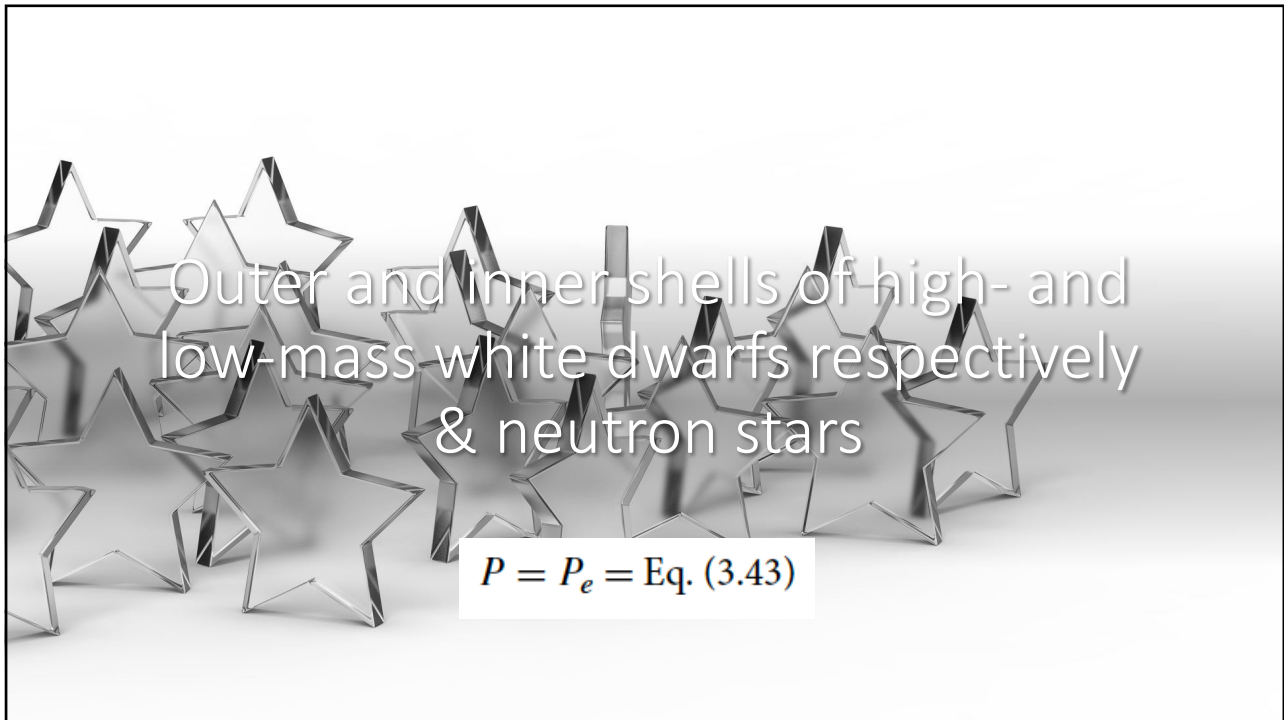 Outer and inner shells of high- and
low-mass white dwarfs respectively
& neutron stars
P = Pₑ = Eq. (3.43)